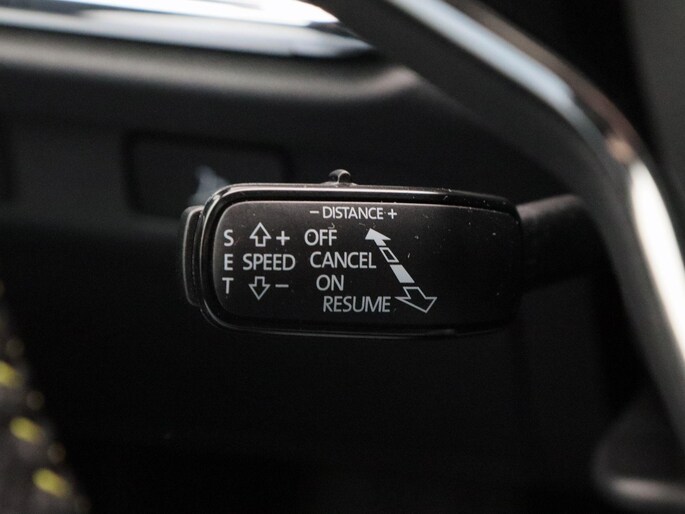 - DISTANCE +
S + OFF
E SPEED CANCEL
T - ON
RESUME